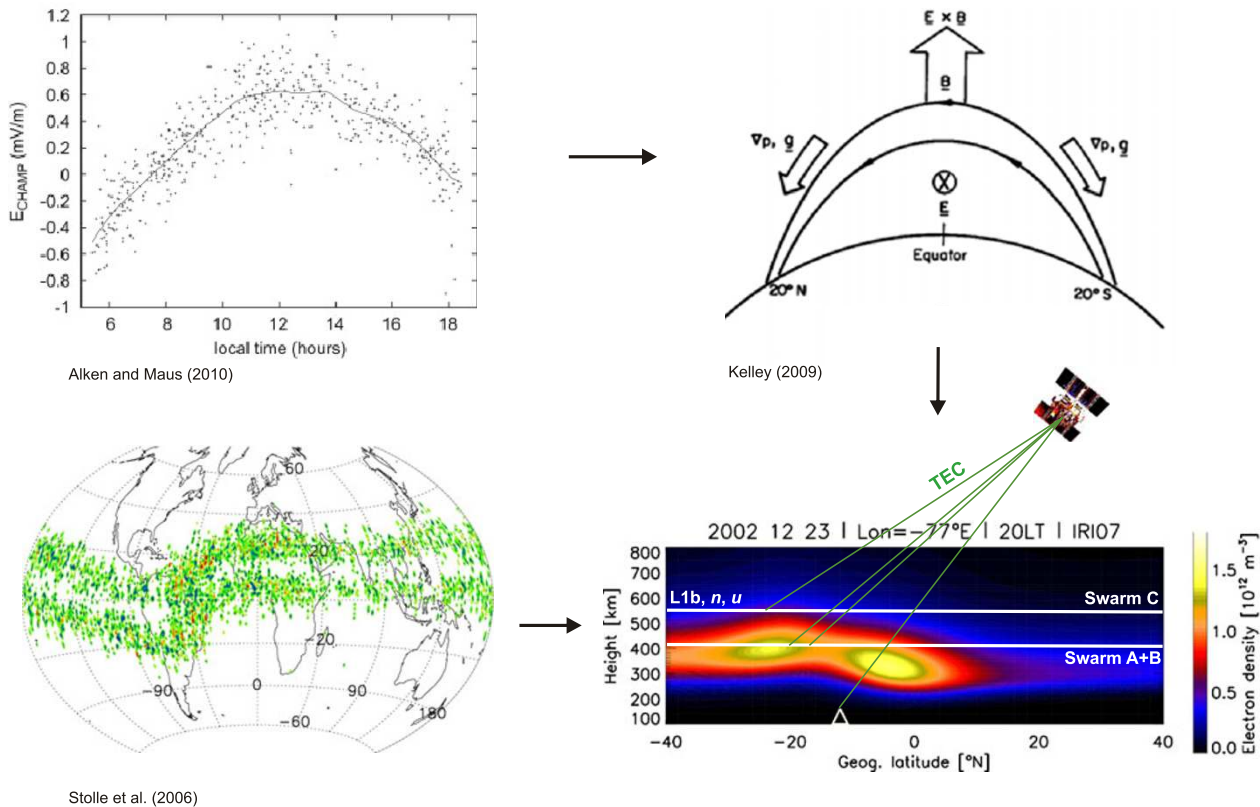 1.2
1
0.8
0.6
0.4
0.2
0
-0.2
-0.4
-0.6
-0.8
-1
E_CHAMP (mV/m)
6 8 10 12 14 16 18
local time (hours)
Alken and Maus (2010)
E × B
B
∇p, g
∇p, g
E
Equator
20° N
20° S
Kelley (2009)
60
20
−20
−90 0 90 180
−60
Stolle et al. (2006)
TEC
2002 12 23 | Lon=−77°E | 20LT | IRI07
800
700
600
500
400
300
200
100
Height [km]
L1b, n, u
Swarm C
Swarm A+B
−40 −20 0 20 40
Geog. latitude [°N]
1.5
1.0
0.5
0.0
Electron density [10¹² m⁻³]